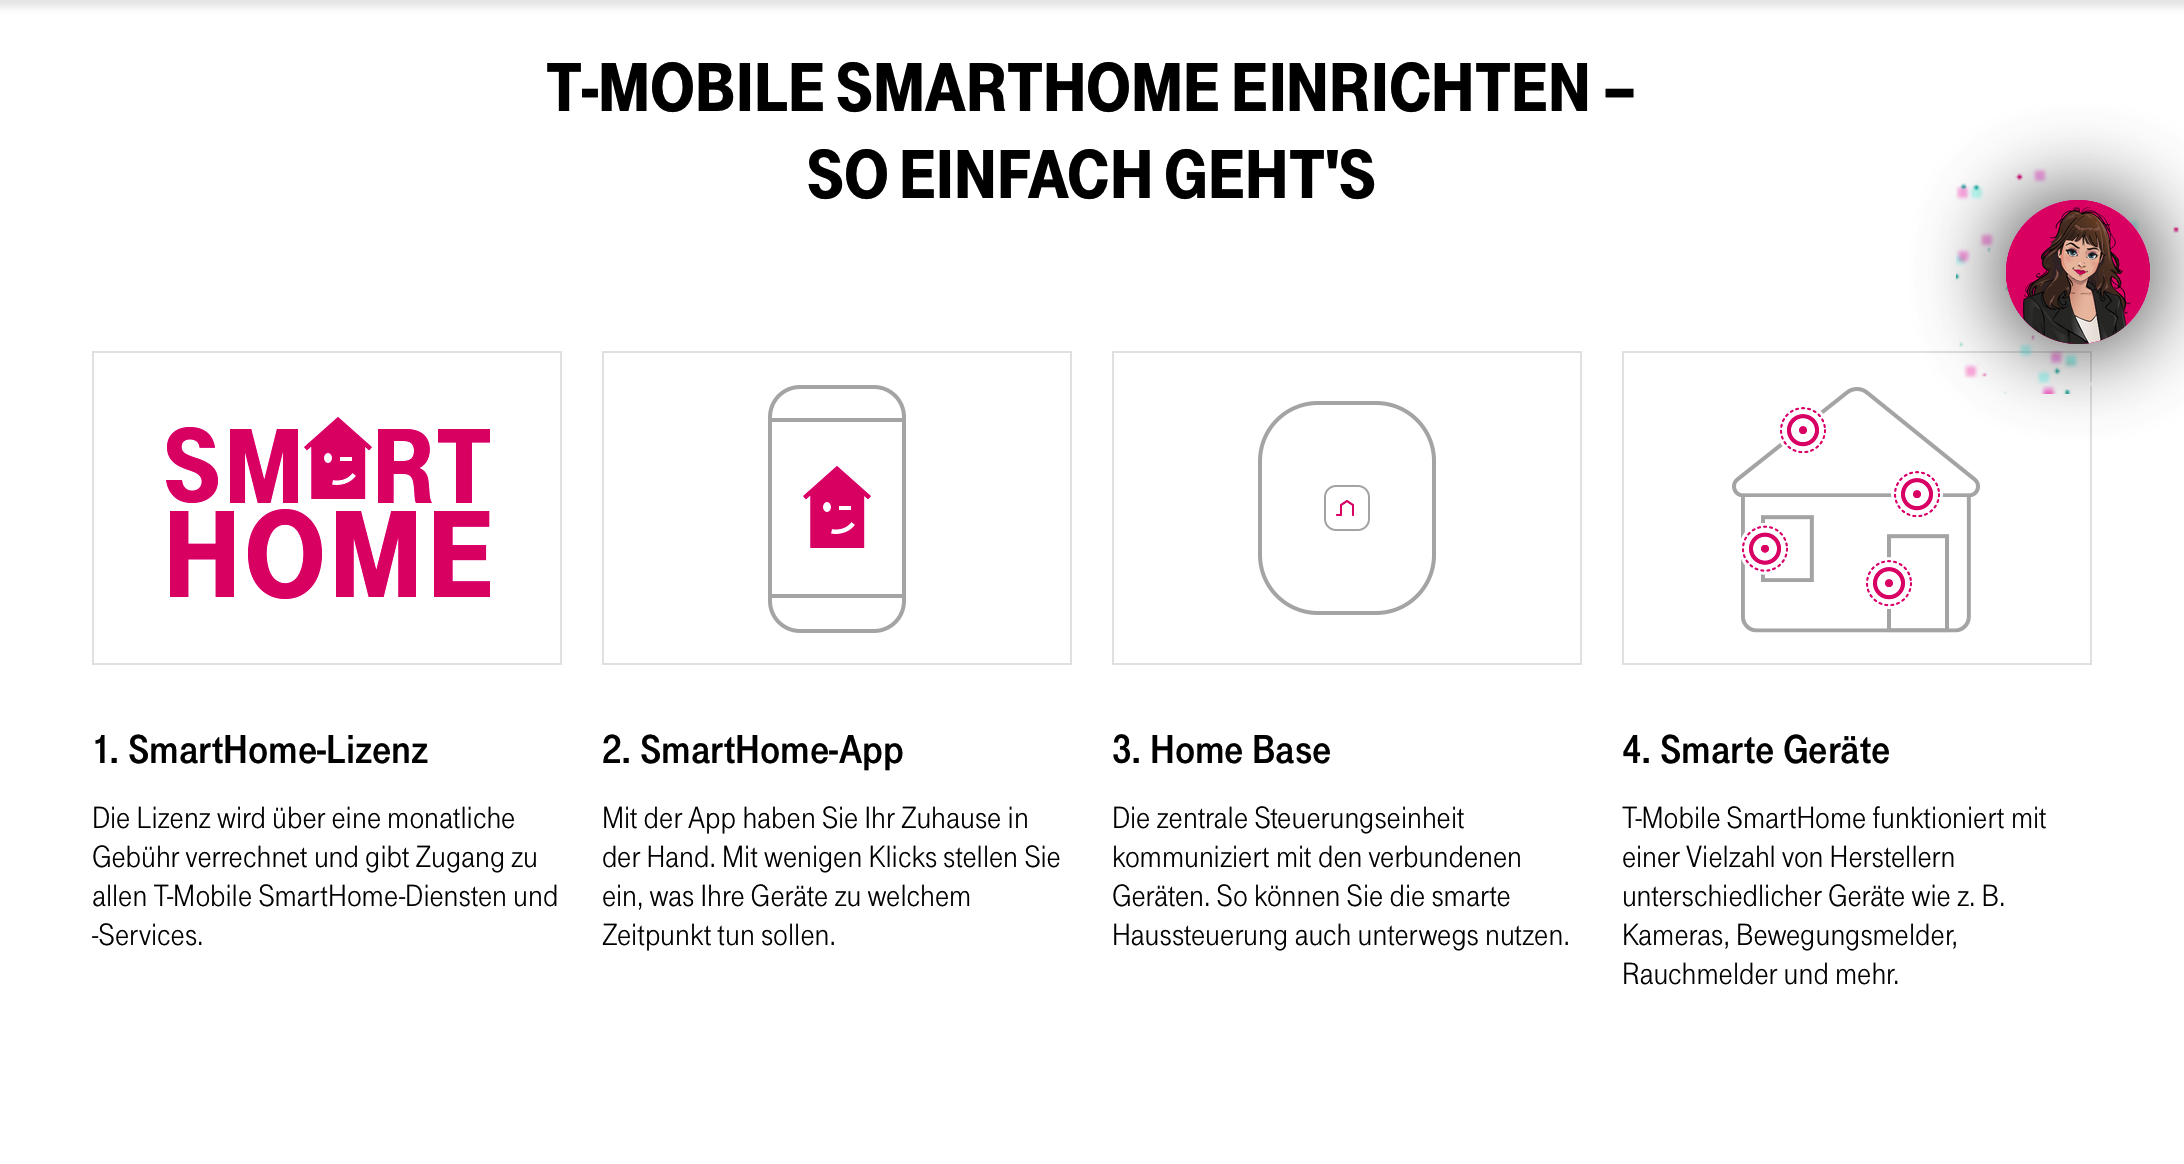 T-MOBILE SMARTHOME EINRICHTEN –
SO EINFACH GEHT'S
SMART
HOME
1. SmartHome-Lizenz
Die Lizenz wird über eine monatliche
Gebühr verrechnet und gibt Zugang zu
allen T-Mobile SmartHome-Diensten und
-Services.
2. SmartHome-App
Mit der App haben Sie Ihr Zuhause in
der Hand. Mit wenigen Klicks stellen Sie
ein, was Ihre Geräte zu welchem
Zeitpunkt tun sollen.
3. Home Base
Die zentrale Steuerungseinheit
kommuniziert mit den verbundenen
Geräten. So können Sie die smarte
Haussteuerung auch unterwegs nutzen.
4. Smarte Geräte
T-Mobile SmartHome funktioniert mit
einer Vielzahl von Herstellern
unterschiedlicher Geräte wie z. B.
Kameras, Bewegungsmelder,
Rauchmelder und mehr.